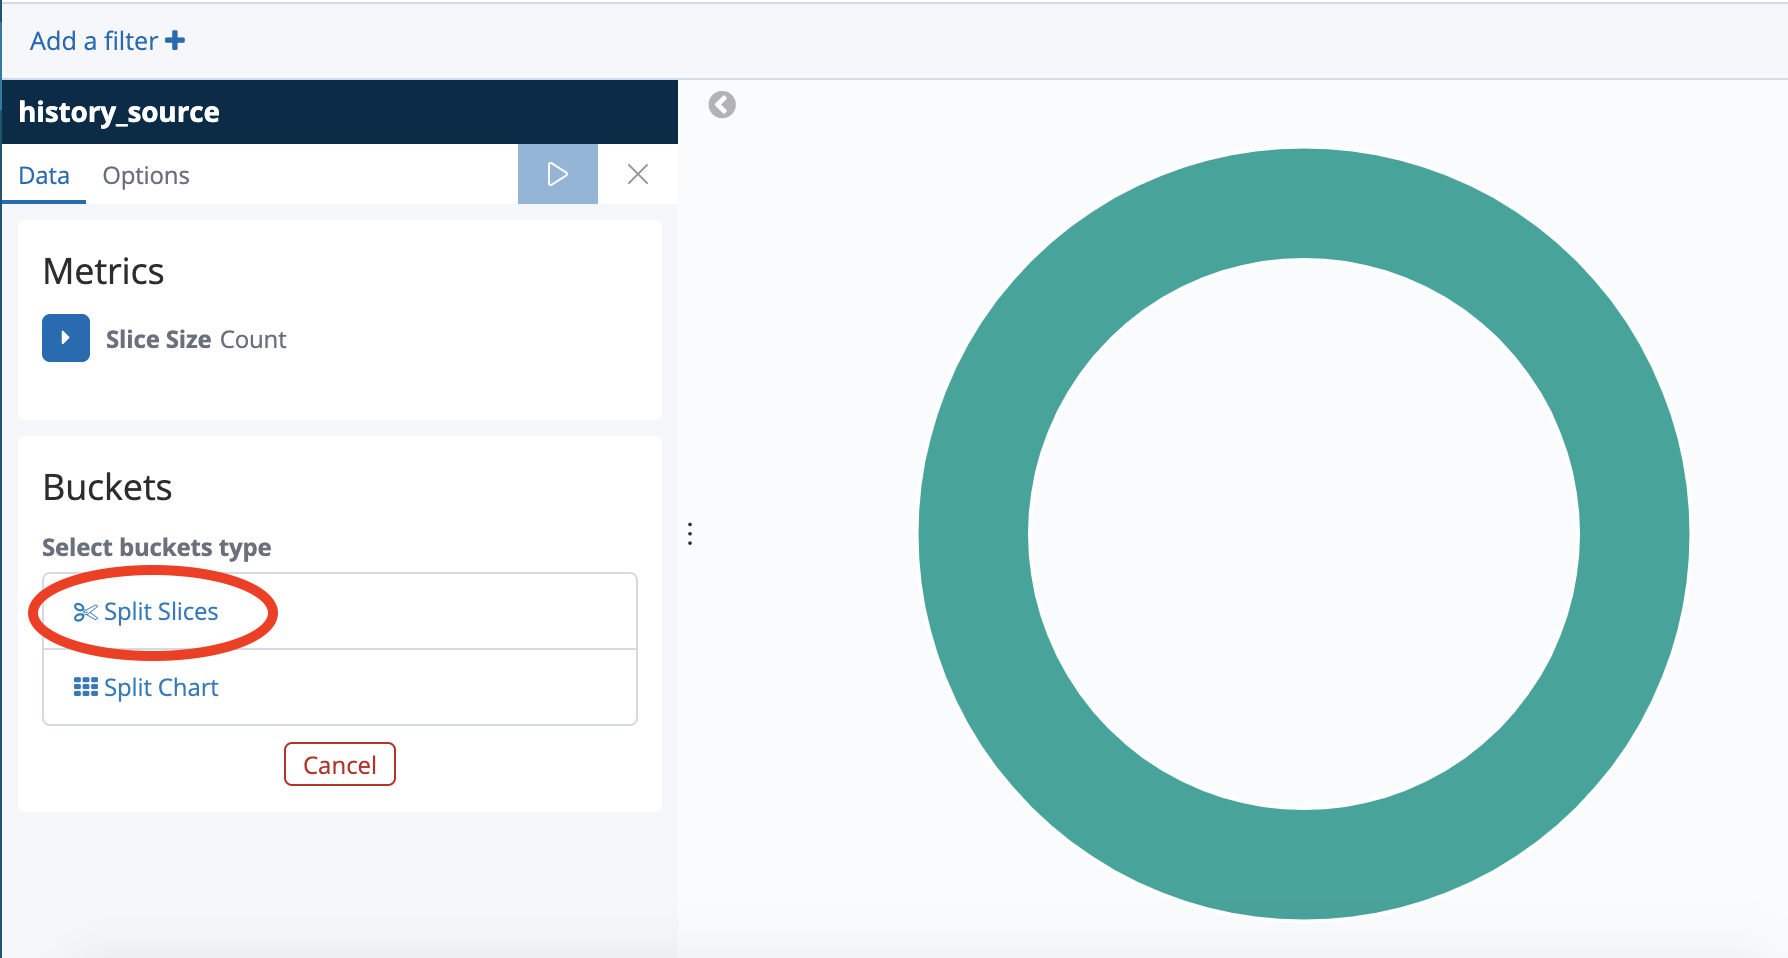 Add a filter
history_source
Data Options
Metrics
Slice Size Count
Buckets
Select buckets type
Split Slices
Split Chart
Cancel